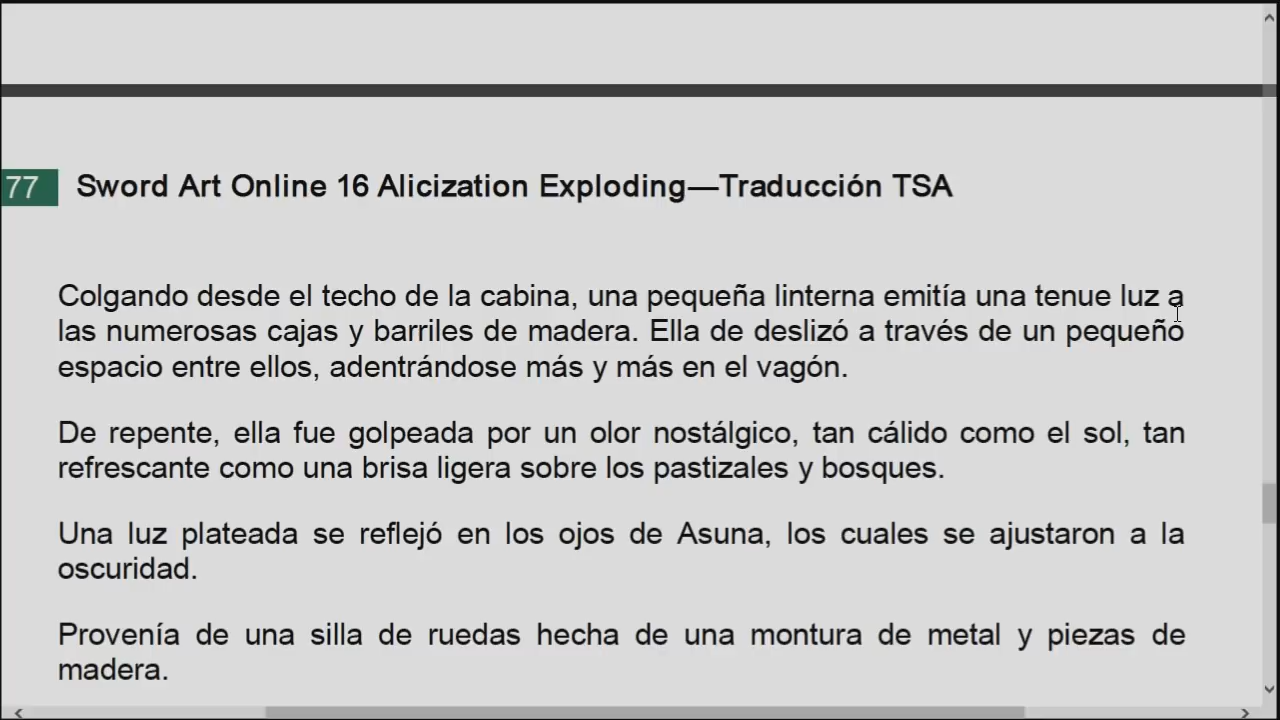 77 Sword Art Online 16 Alicization Exploding—Traducción TSA
Colgando desde el techo de la cabina, una pequeña linterna emitía una tenue luz a
las numerosas cajas y barriles de madera. Ella de deslizó a través de un pequeño
espacio entre ellos, adentrándose más y más en el vagón.
De repente, ella fue golpeada por un olor nostálgico, tan cálido como el sol, tan
refrescante como una brisa ligera sobre los pastizales y bosques.
Una luz plateada se reflejó en los ojos de Asuna, los cuales se ajustaron a la
oscuridad.
Provenía de una silla de ruedas hecha de una montura de metal y piezas de
madera.